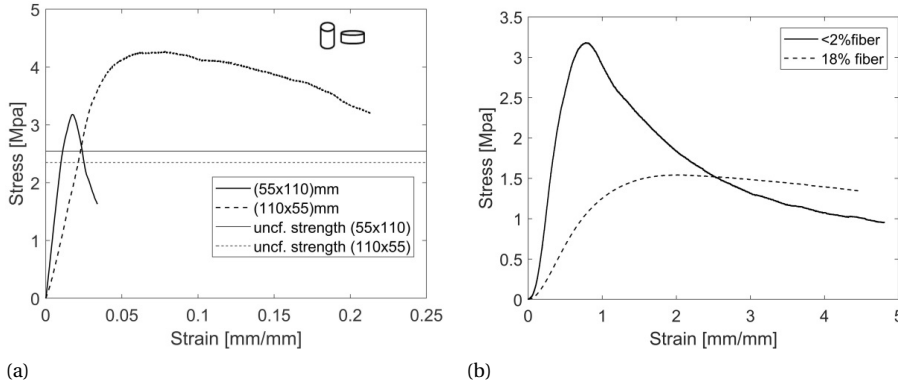 5
4
3
2
1
0
Stress [Mpa]
(55x110)mm
(110x55)mm
uncf. strength (55x110)
uncf. strength (110x55)
0
0.05
0.1
0.15
0.2
0.25
Strain [mm/mm]
(a)
3.5
3
2.5
2
1.5
1
0.5
0
Stress [Mpa]
<2%fiber
18% fiber
0
1
2
3
4
5
Strain [mm/mm]
(b)